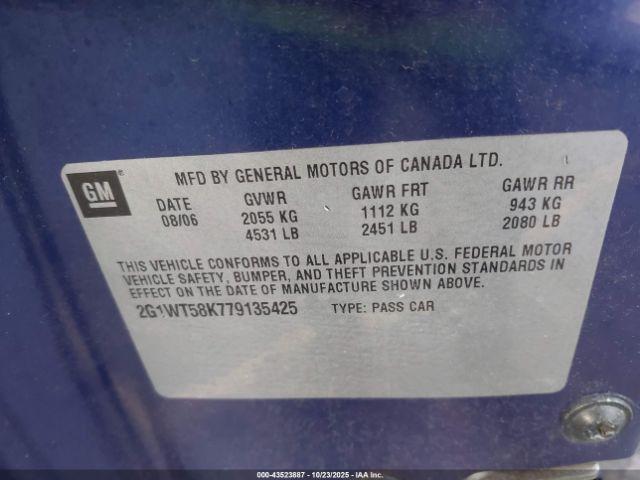 MFD BY GENERAL MOTORS OF CANADA LTD.
GM
DATE GVWR GAWR FRT GAWR RR
08/06 2055 KG 1112 KG 943 KG
4531 LB 2451 LB 2080 LB
THIS VEHICLE CONFORMS TO ALL APPLICABLE U.S. FEDERAL MOTOR
VEHICLE SAFETY, BUMPER, AND THEFT PREVENTION STANDARDS IN
EFFECT ON THE DATE OF MANUFACTURE SHOWN ABOVE.
2G1WT58K779135425 TYPE: PASS CAR
000-43523887 - 10/23/2025 - IAAI.COM